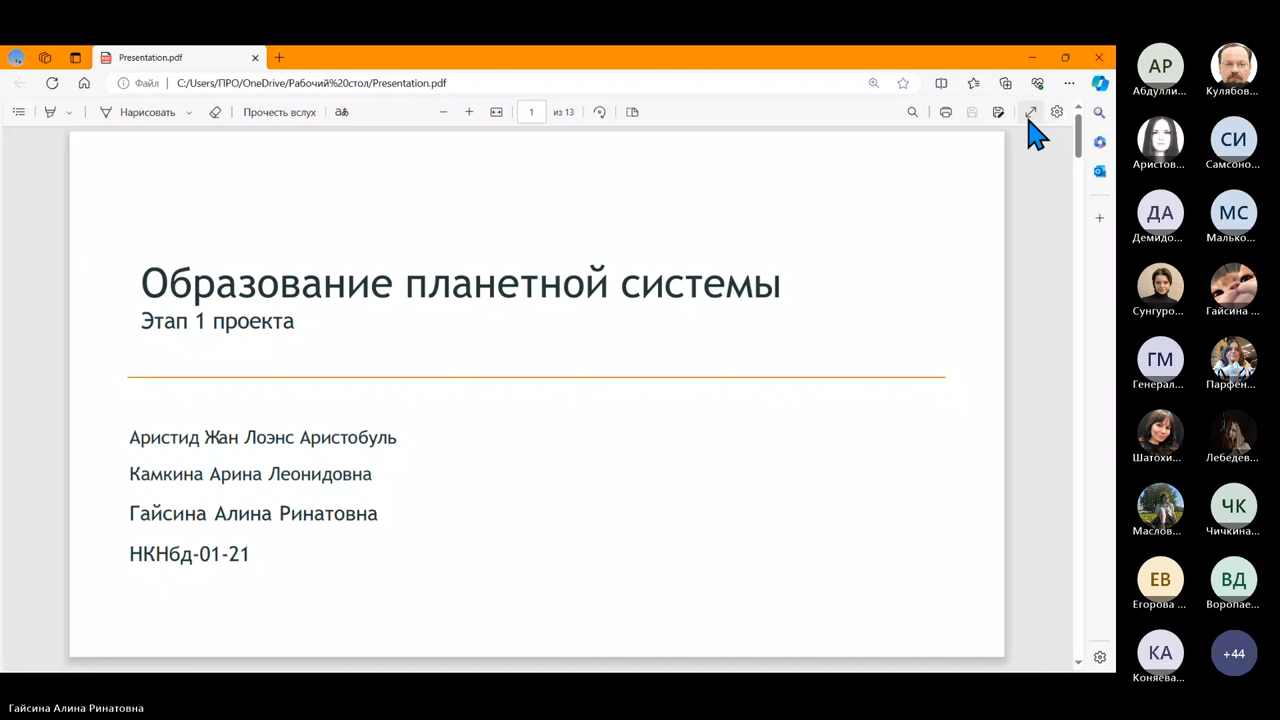 Presentation.pdf
Файл
C:/Users/ПРО/OneDrive/Рабочий%20стол/Presentation.pdf
Нарисовать
Прочесть вслух
aあ
1
из 13
Образование планетной системы
Этап 1 проекта
Аристид Жан Лоэнс Аристобуль
Камкина Арина Леонидовна
Гайсина Алина Ринатовна
НКНбд-01-21
АР
Абдулли...
Кулябов...
Аристов...
СИ
Самсоно...
ДА
Демидо...
МС
Малько...
Сунгуро...
Гайсина ...
ГМ
Генерал...
Парфён...
Шатохи...
Лебедев...
Маслов...
ЧК
Чичкина...
ЕВ
Егорова ...
ВД
Воропае...
КА
Коняева...
+44
Гайсина Алина Ринатовна